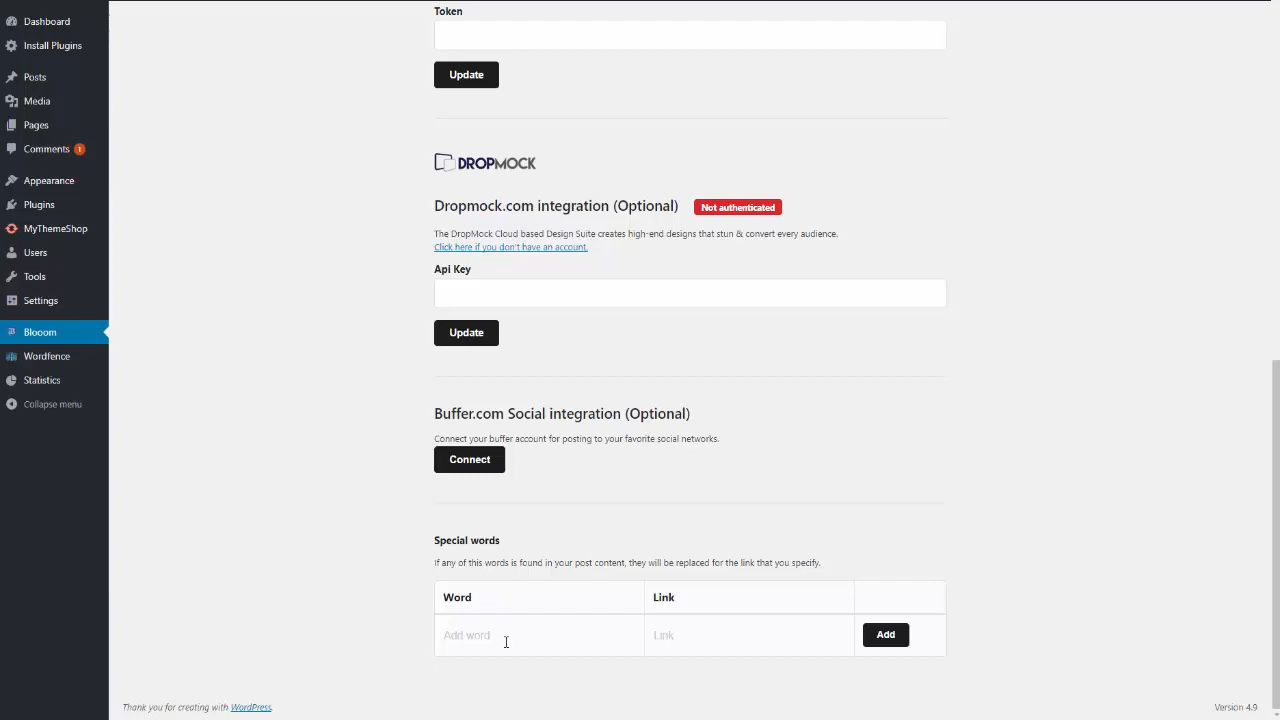 Dashboard
Install Plugins
Posts
Media
Pages
Comments 1
Appearance
Plugins
MyThemeShop
Users
Tools
Settings
Blooom
Wordfence
Statistics
Collapse menu
Token
Update
DROPMOCK
Dropmock.com integration (Optional) Not authenticated
The DropMock Cloud based Design Suite creates high-end designs that stun & convert every audience.
Click here if you don't have an account.
Api Key
Update
Buffer.com Social integration (Optional)
Connect your buffer account for posting to your favorite social networks.
Connect
Special words
If any of this words is found in your post content, they will be replaced for the link that you specify.
Word Link
Add word Link Add
Thank you for creating with WordPress. Version 4.9